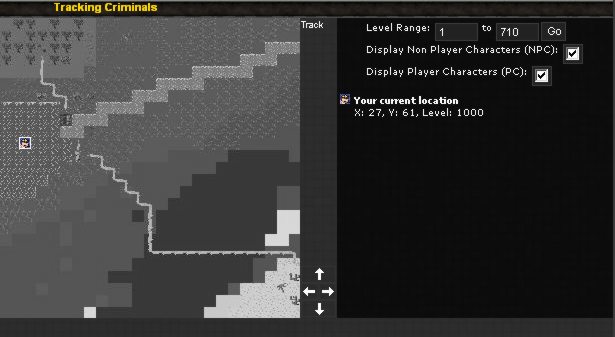 Tracking Criminals
Track
Level Range: 1 to 710 Go
Display Non Player Characters (NPC):
Display Player Characters (PC):
Your current location
X: 27, Y: 61, Level: 1000